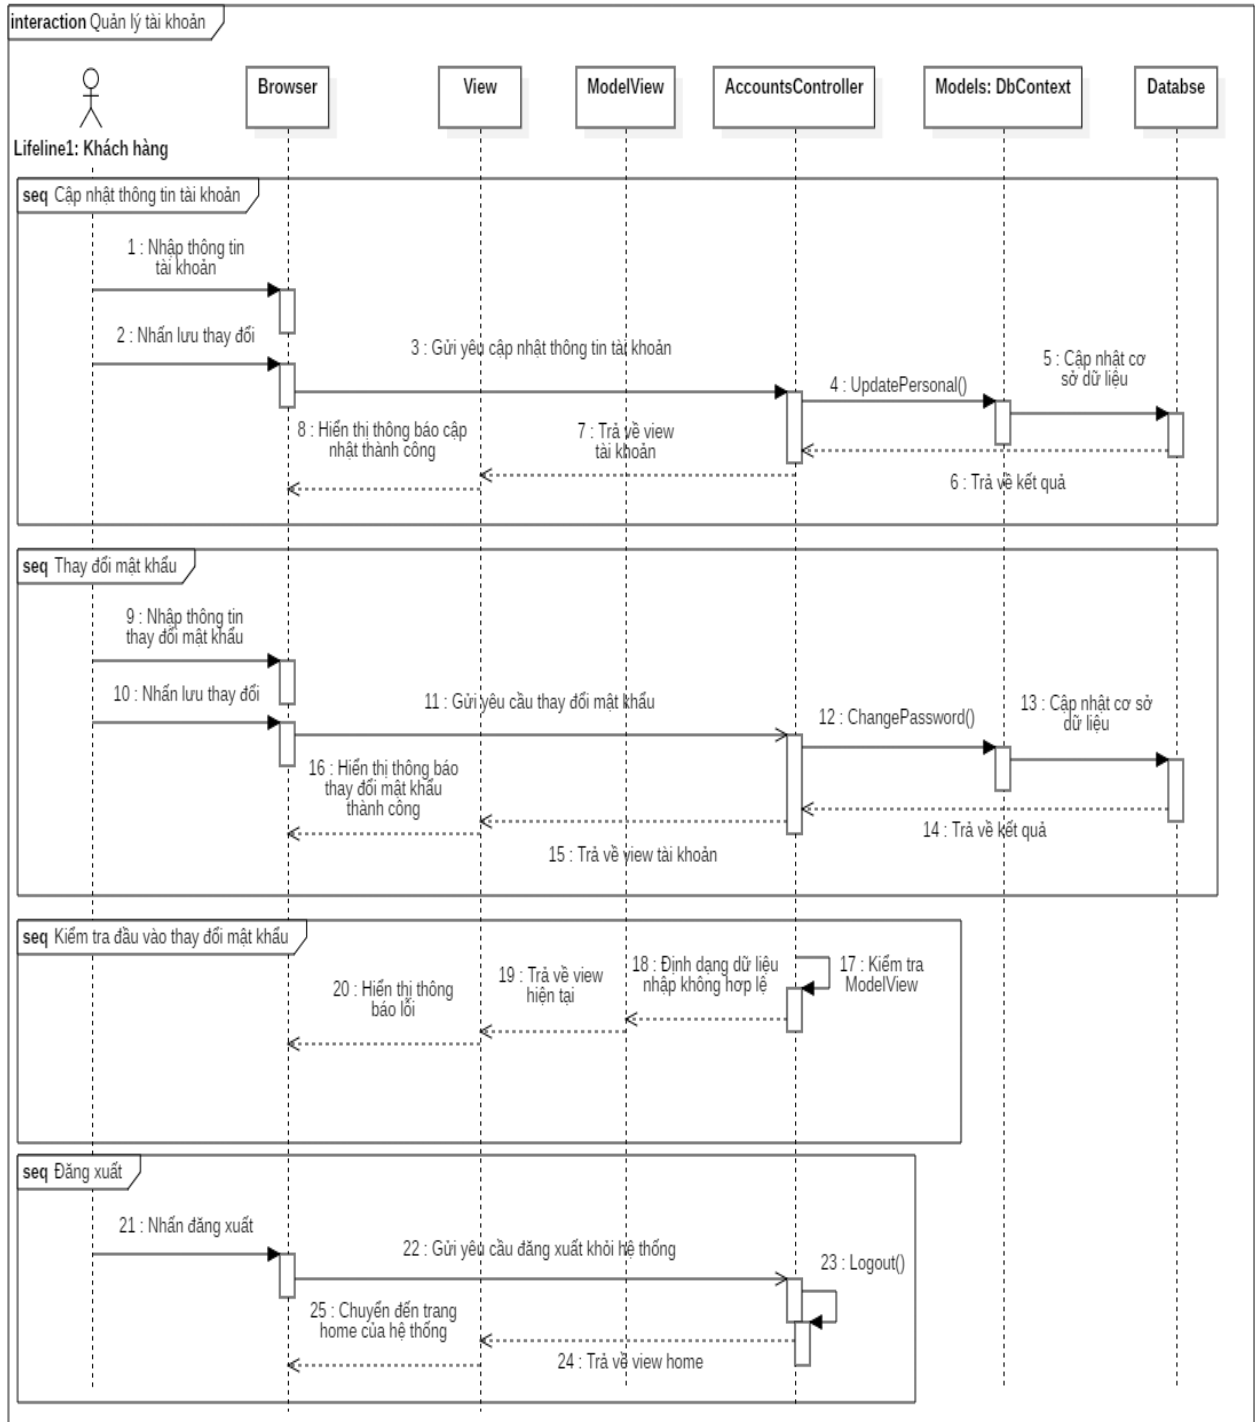 interaction Quản lý tài khoản
Browser
View
ModelView
AccountsController
Models: DbContext
Databse
Lifeline1: Khách hàng
seq Cập nhật thông tin tài khoản
1 : Nhập thông tin
tài khoản
2 : Nhấn lưu thay đổi
3 : Gửi yêu cập nhật thông tin tài khoản
4 : UpdatePersonal()
5 : Cập nhật cơ
sở dữ liệu
8 : Hiển thị thông báo cập
nhật thành công
7 : Trả về view
tài khoản
6 : Trả về kết quả
seq Thay đổi mật khẩu
9 : Nhập thông tin
thay đổi mật khẩu
10 : Nhấn lưu thay đổi
11 : Gửi yêu cầu thay đổi mật khẩu
12 : ChangePassword()
13 : Cập nhật cơ sở
dữ liệu
16 : Hiển thị thông báo
thay đổi mật khẩu
thành công
15 : Trả về view tài khoản
14 : Trả về kết quả
seq Kiểm tra đầu vào thay đổi mật khẩu
20 : Hiển thị thông
báo lỗi
19 : Trả về view
hiện tại
18 : Định dạng dữ liệu
nhập không hợp lệ
17 : Kiểm tra
ModelView
seq Đăng xuất
21 : Nhấn đăng xuất
22 : Gửi yêu cầu đăng xuất khỏi hệ thống
23 : Logout()
25 : Chuyển đến trang
home của hệ thống
24 : Trả về view home